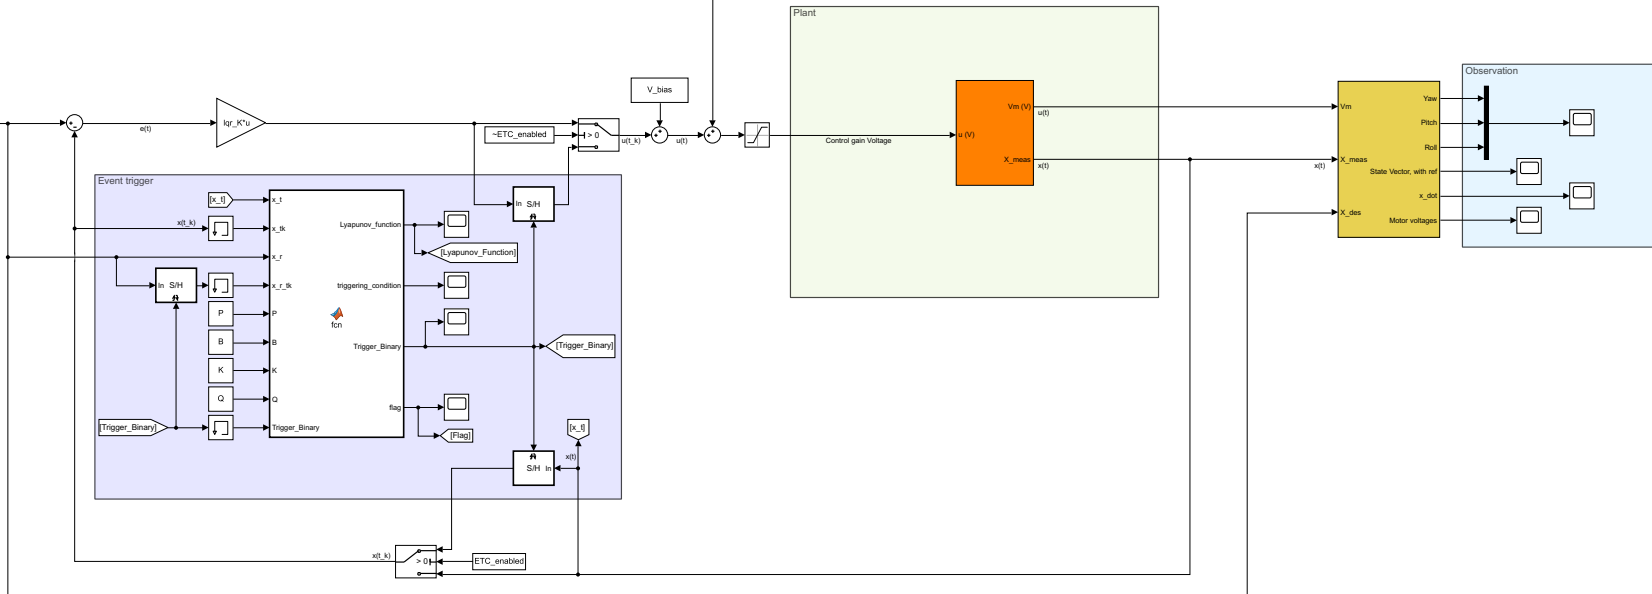 Plant
Observation
V_bias
Vm (V)
Vm
Yaw
u(t)
lqr_K*u
e(t)
Pitch
~ETC_enabled
> 0
u(t_k)
u(t)
Control gain Voltage
u (V)
Roll
X_meas
x(t)
x(t)
X_meas
State Vector, with ref
Event trigger
[x_t]
x_t
In
S/H
x_dot
X_des
Motor voltages
x(t_k)
x_tk
Lyapunov_function
[Lyapunov_Function]
x_r
In
S/H
x_r_tk
triggering_condition
P
P
fcn
B
B
Trigger_Binary
[Trigger_Binary]
K
K
Q
Q
flag
[Flag]
[Trigger_Binary]
Trigger_Binary
[x_t]
x(t)
S/H
In
x(t_k)
> 0
ETC_enabled